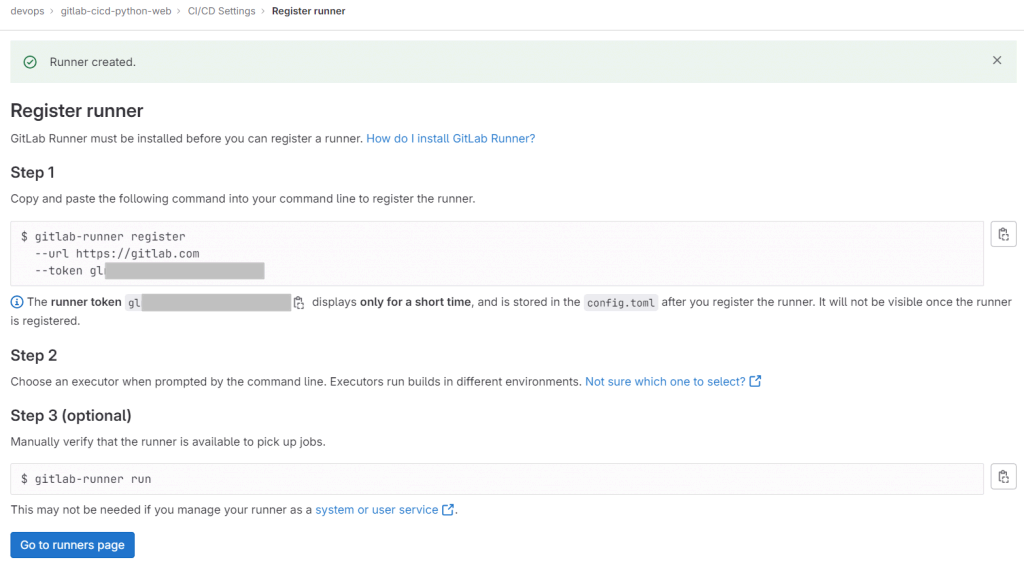 devops > gitlab-cicd-python-web > CI/CD Settings > Register runner
Runner created.
Register runner
GitLab Runner must be installed before you can register a runner. How do I install GitLab Runner?
Step 1
Copy and paste the following command into your command line to register the runner.
$ gitlab-runner register
--url https://gitlab.com
--token gl
The runner token gl displays only for a short time, and is stored in the config.toml after you register the runner. It will not be visible once the runner
is registered.
Step 2
Choose an executor when prompted by the command line. Executors run builds in different environments. Not sure which one to select?
Step 3 (optional)
Manually verify that the runner is available to pick up jobs.
$ gitlab-runner run
This may not be needed if you manage your runner as a system or user service.
Go to runners page